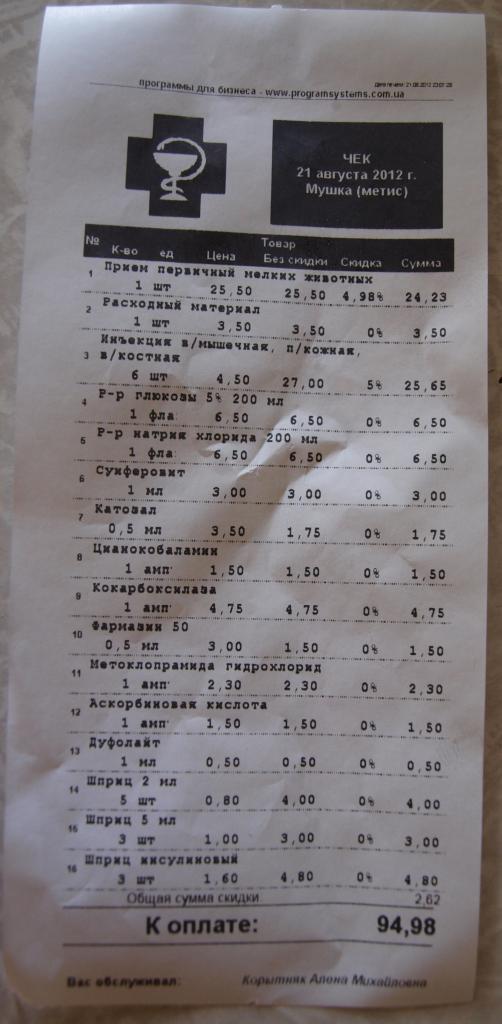 Дата печати: 21.08.2012 23:01:28
программы для бизнеса - www.programsystems.com.ua
ЧЕК
21 августа 2012 г.
Мушка (метис)
№ Товар
К-во ед Цена Без скидки Скидка Сумма
1 Прием первичный мелких животных
1 шт 25,50 25,50 4,98% 24,23
2 Расходный материал
1 шт 3,50 3,50 0% 3,50
3 Инъекция в/мышечная, п/кожная,
в/костная
6 шт 4,50 27,00 5% 25,65
4 Р-р глюкозы 5% 200 мл
1 фла 6,50 6,50 0% 6,50
5 Р-р натрия хлорида 200 мл
1 фла 6,50 6,50 0% 6,50
6 Суиферовит
1 мл 3,00 3,00 0% 3,00
7 Катозал
0,5 мл 3,50 1,75 0% 1,75
8 Цианокобаламин
1 амп 1,50 1,50 0% 1,50
9 Кокарбоксилаза
1 амп 4,75 4,75 0% 4,75
10 Фармазин 50
0,5 мл 3,00 1,50 0% 1,50
11 Метоклопрамида гидрохлорид
1 амп 2,30 2,30 0% 2,30
12 Аскорбиновая кислота
1 амп 1,50 1,50 0% 1,50
13 Дуфолайт
1 мл 0,50 0,50 0% 0,50
14 Шприц 2 мл
5 шт 0,80 4,00 0% 4,00
15 Шприц 5 мл
3 шт 1,00 3,00 0% 3,00
16 Шприц инсулиновый
3 шт 1,60 4,80 0% 4,80
Общая сумма скидки 2,62
К оплате: 94,98
Вас обслуживал: Корытняк Алена Михайловна